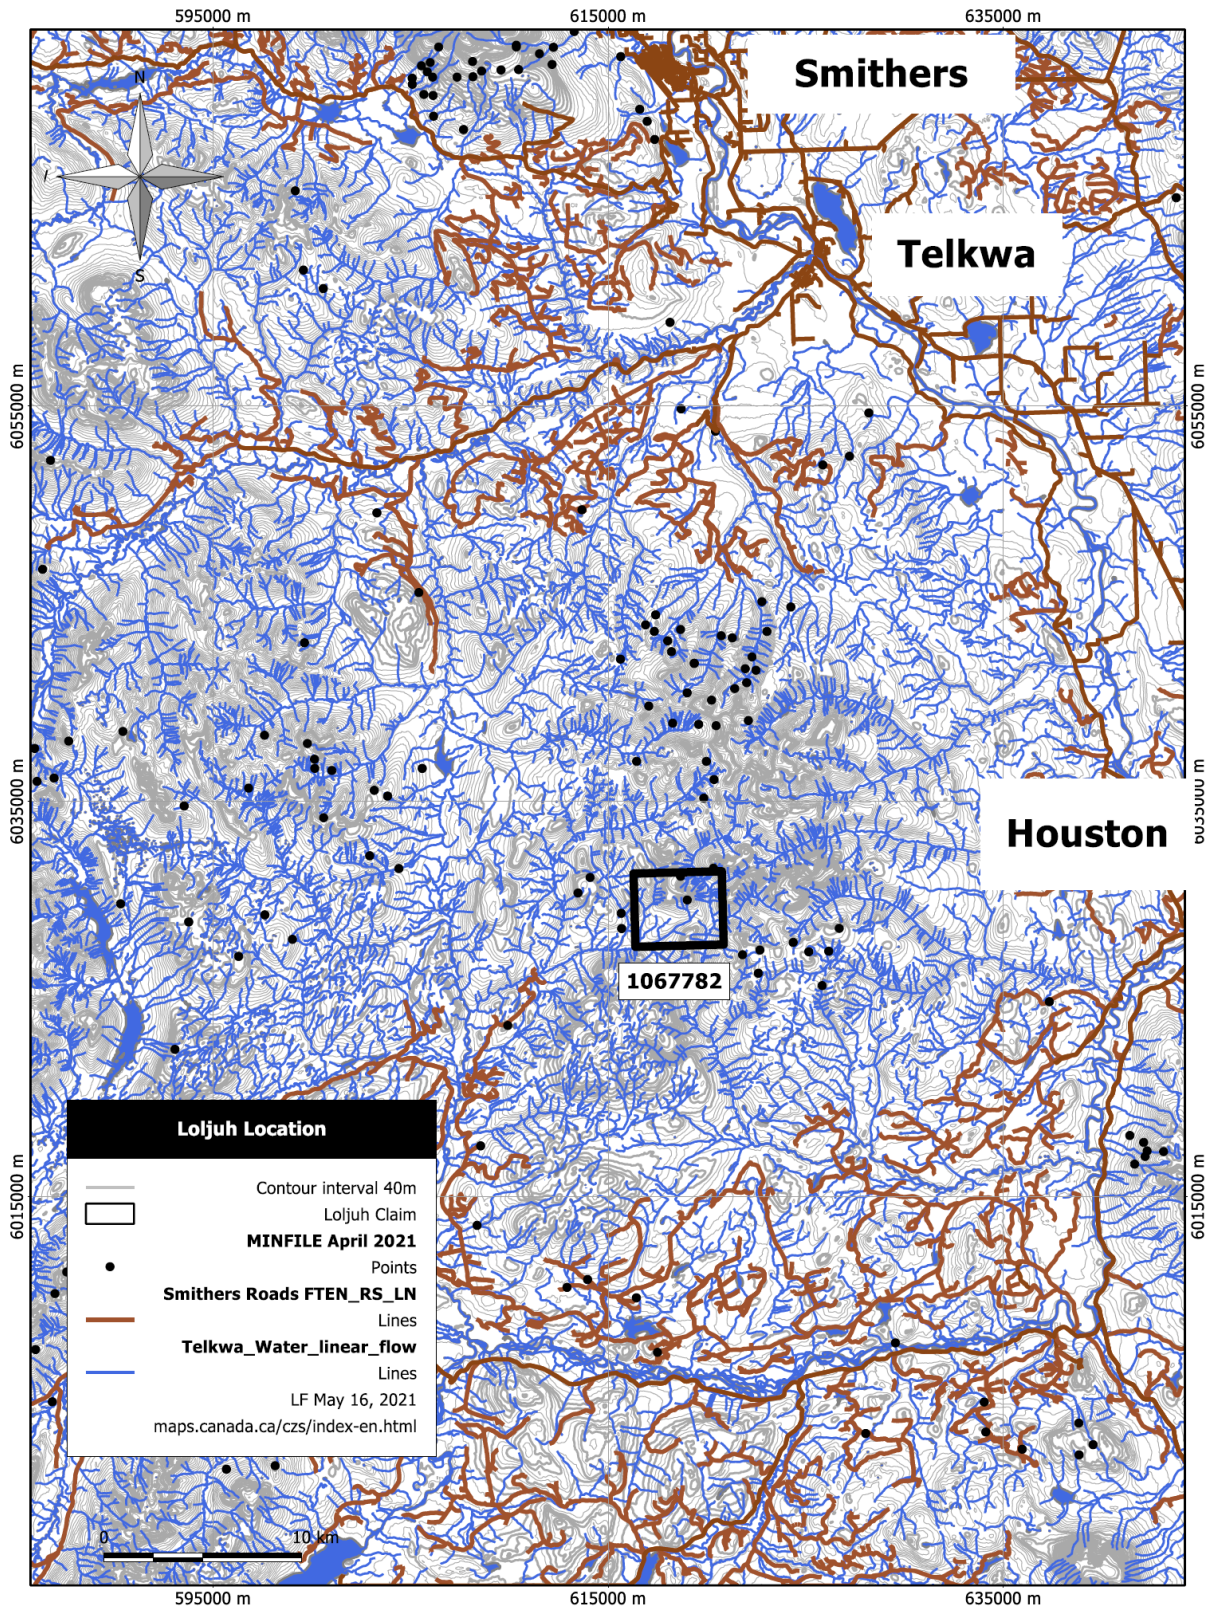 595000 m 615000 m 635000 m
Smithers
N
S
Telkwa
6055000 m 6055000 m
6035000 m 6035000 m
Houston
1067782
Loljuh Location
Contour interval 40m
Loljuh Claim
MINFILE April 2021
Points
Smithers Roads FTEN_RS_LN
Lines
Telkwa_Water_linear_flow
Lines
LF May 16, 2021
maps.canada.ca/czs/index-en.html
6015000 m 6015000 m
0 10 km
595000 m 615000 m 635000 m